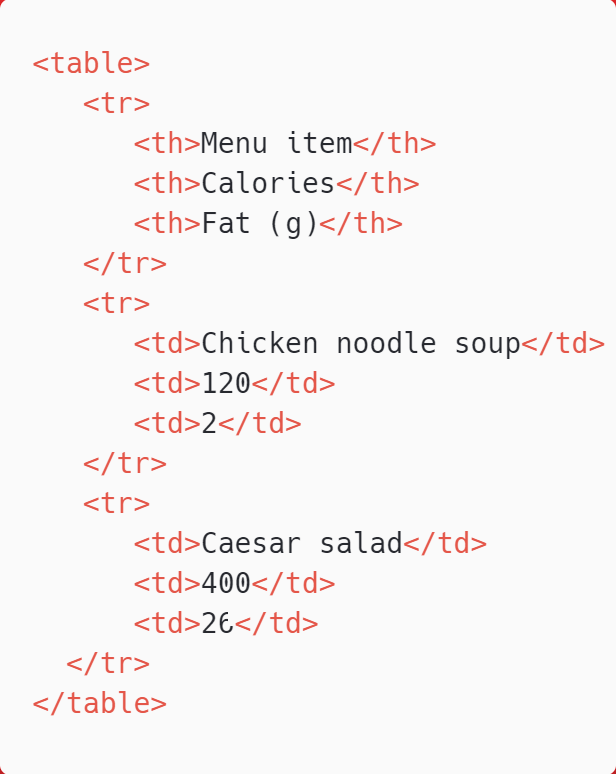 <table>
   <tr>
      <th>Menu item</th>
      <th>Calories</th>
      <th>Fat (g)</th>
   </tr>
   <tr>
      <td>Chicken noodle soup</td>
      <td>120</td>
      <td>2</td>
   </tr>
   <tr>
      <td>Caesar salad</td>
      <td>400</td>
      <td>26</td>
  </tr>
</table>